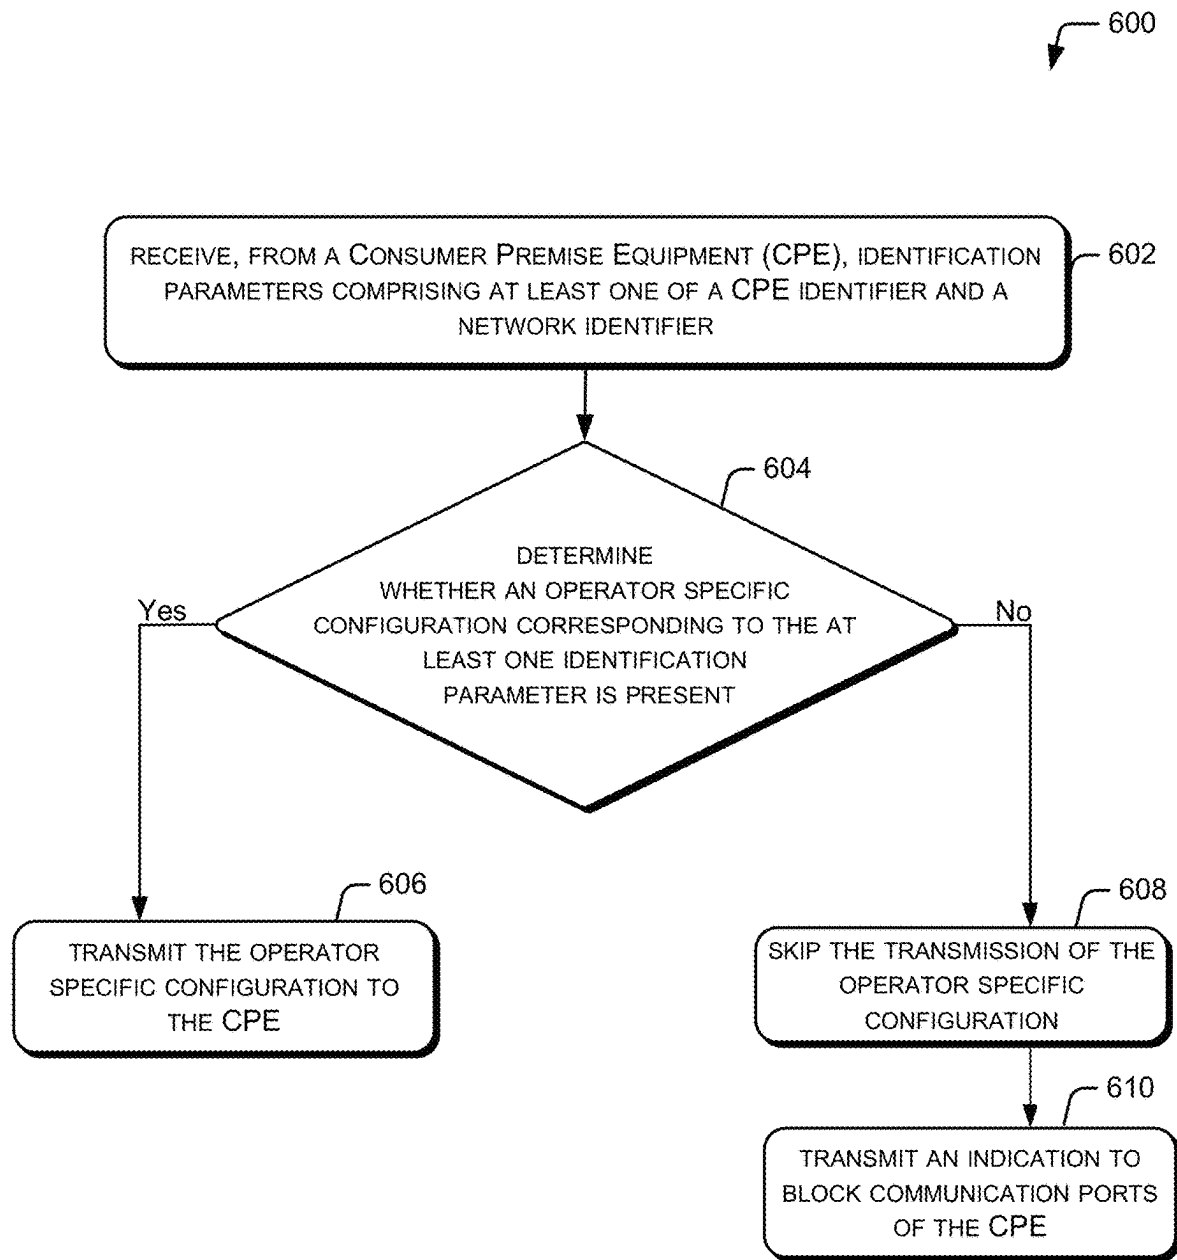 600
RECEIVE, FROM A CONSUMER PREMISE EQUIPMENT (CPE), IDENTIFICATION
PARAMETERS COMPRISING AT LEAST ONE OF A CPE IDENTIFIER AND A
NETWORK IDENTIFIER
602
604
DETERMINE
WHETHER AN OPERATOR SPECIFIC
CONFIGURATION CORRESPONDING TO THE AT
LEAST ONE IDENTIFICATION
PARAMETER IS PRESENT
Yes
No
606
TRANSMIT THE OPERATOR
SPECIFIC CONFIGURATION TO
THE CPE
608
SKIP THE TRANSMISSION OF THE
OPERATOR SPECIFIC
CONFIGURATION
610
TRANSMIT AN INDICATION TO
BLOCK COMMUNICATION PORTS
OF THE CPE